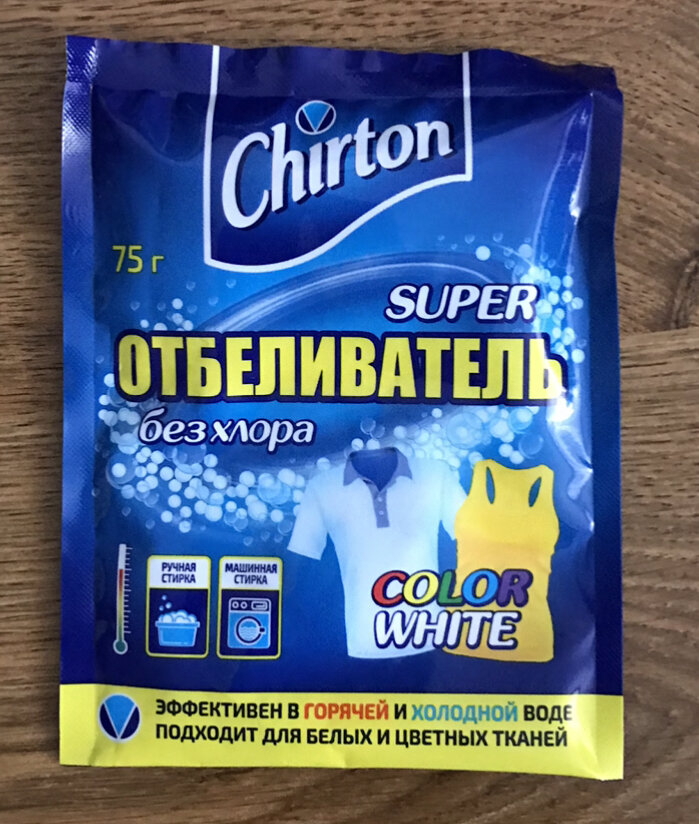 Chirton
75 г
SUPER
ОТБЕЛИВАТЕЛЬ
без хлора
РУЧНАЯ
СТИРКА
МАШИННАЯ
СТИРКА
COLOR
WHITE
ЭФФЕКТИВЕН В ГОРЯЧЕЙ И ХОЛОДНОЙ ВОДЕ
ПОДХОДИТ ДЛЯ БЕЛЫХ И ЦВЕТНЫХ ТКАНЕЙ